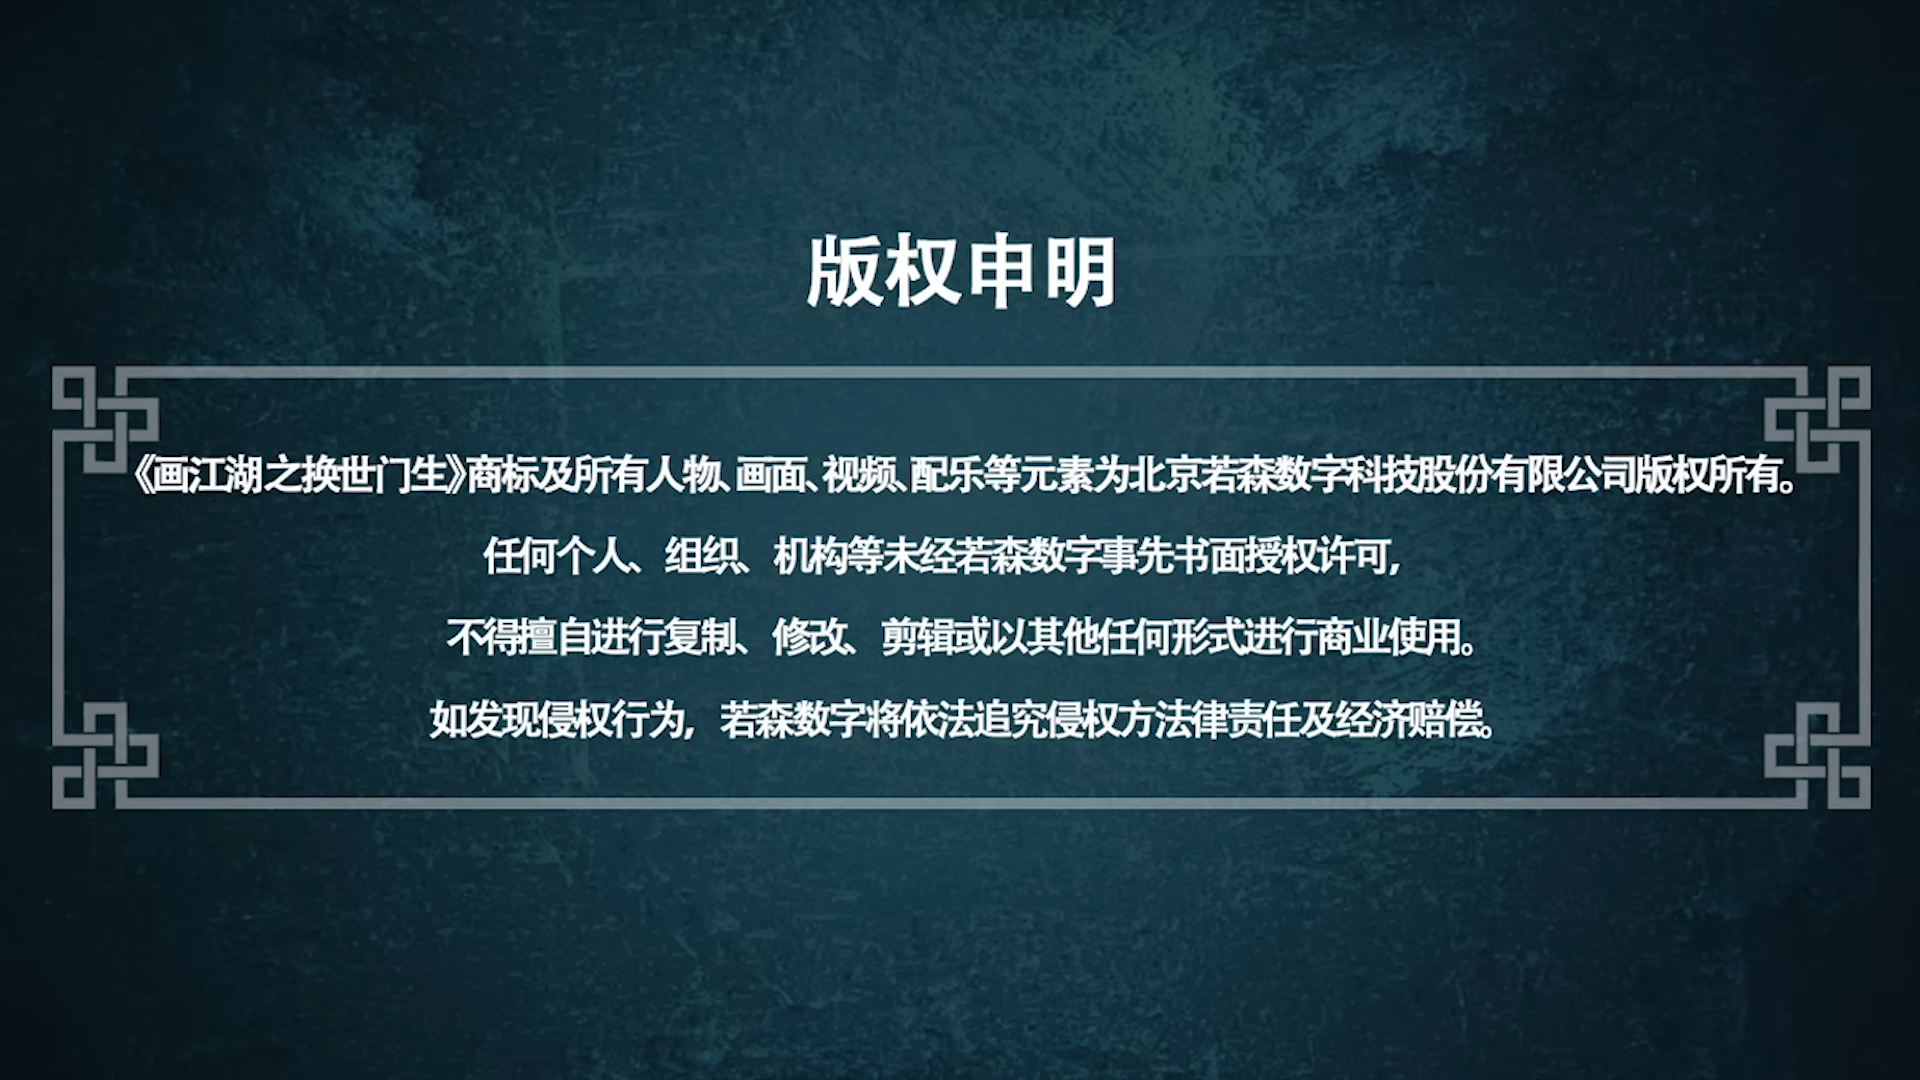 版权申明
《画江湖之换世门生》商标及所有人物、画面、视频、配乐等元素为北京若森数字科技股份有限公司版权所有。
任何个人、组织、机构等未经若森数字事先书面授权许可,
不得擅自进行复制、修改、剪辑或以其他任何形式进行商业使用。
如发现侵权行为，若森数字将依法追究侵权方法律责任及经济赔偿。